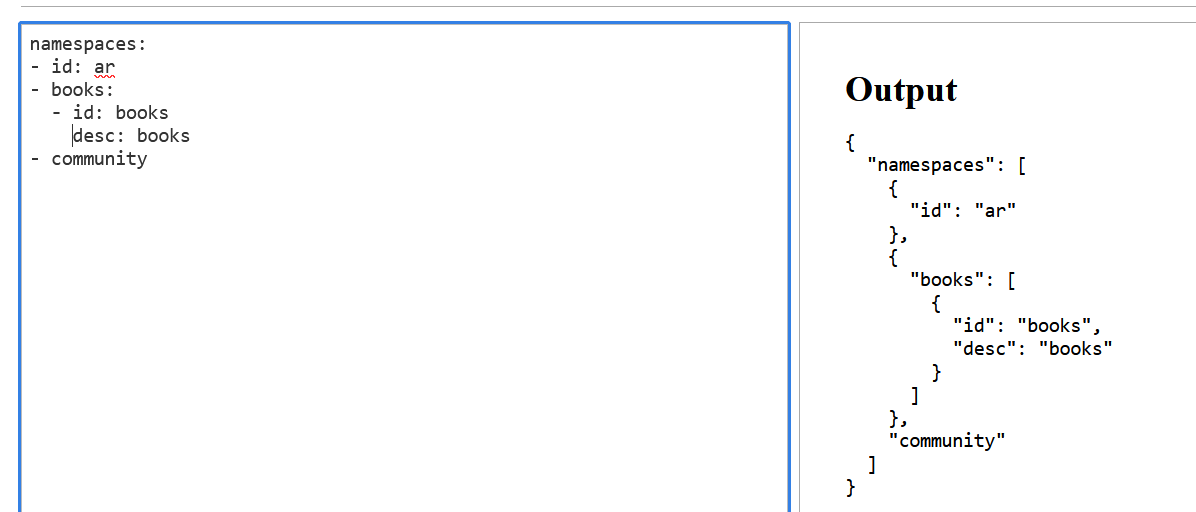 namespaces:
- id: ar
- books:
  - id: books
    desc: books
- community
Output
{
  "namespaces": [
    {
      "id": "ar"
    },
    {
      "books": [
        {
          "id": "books",
          "desc": "books"
        }
      ]
    },
    "community"
  ]
}